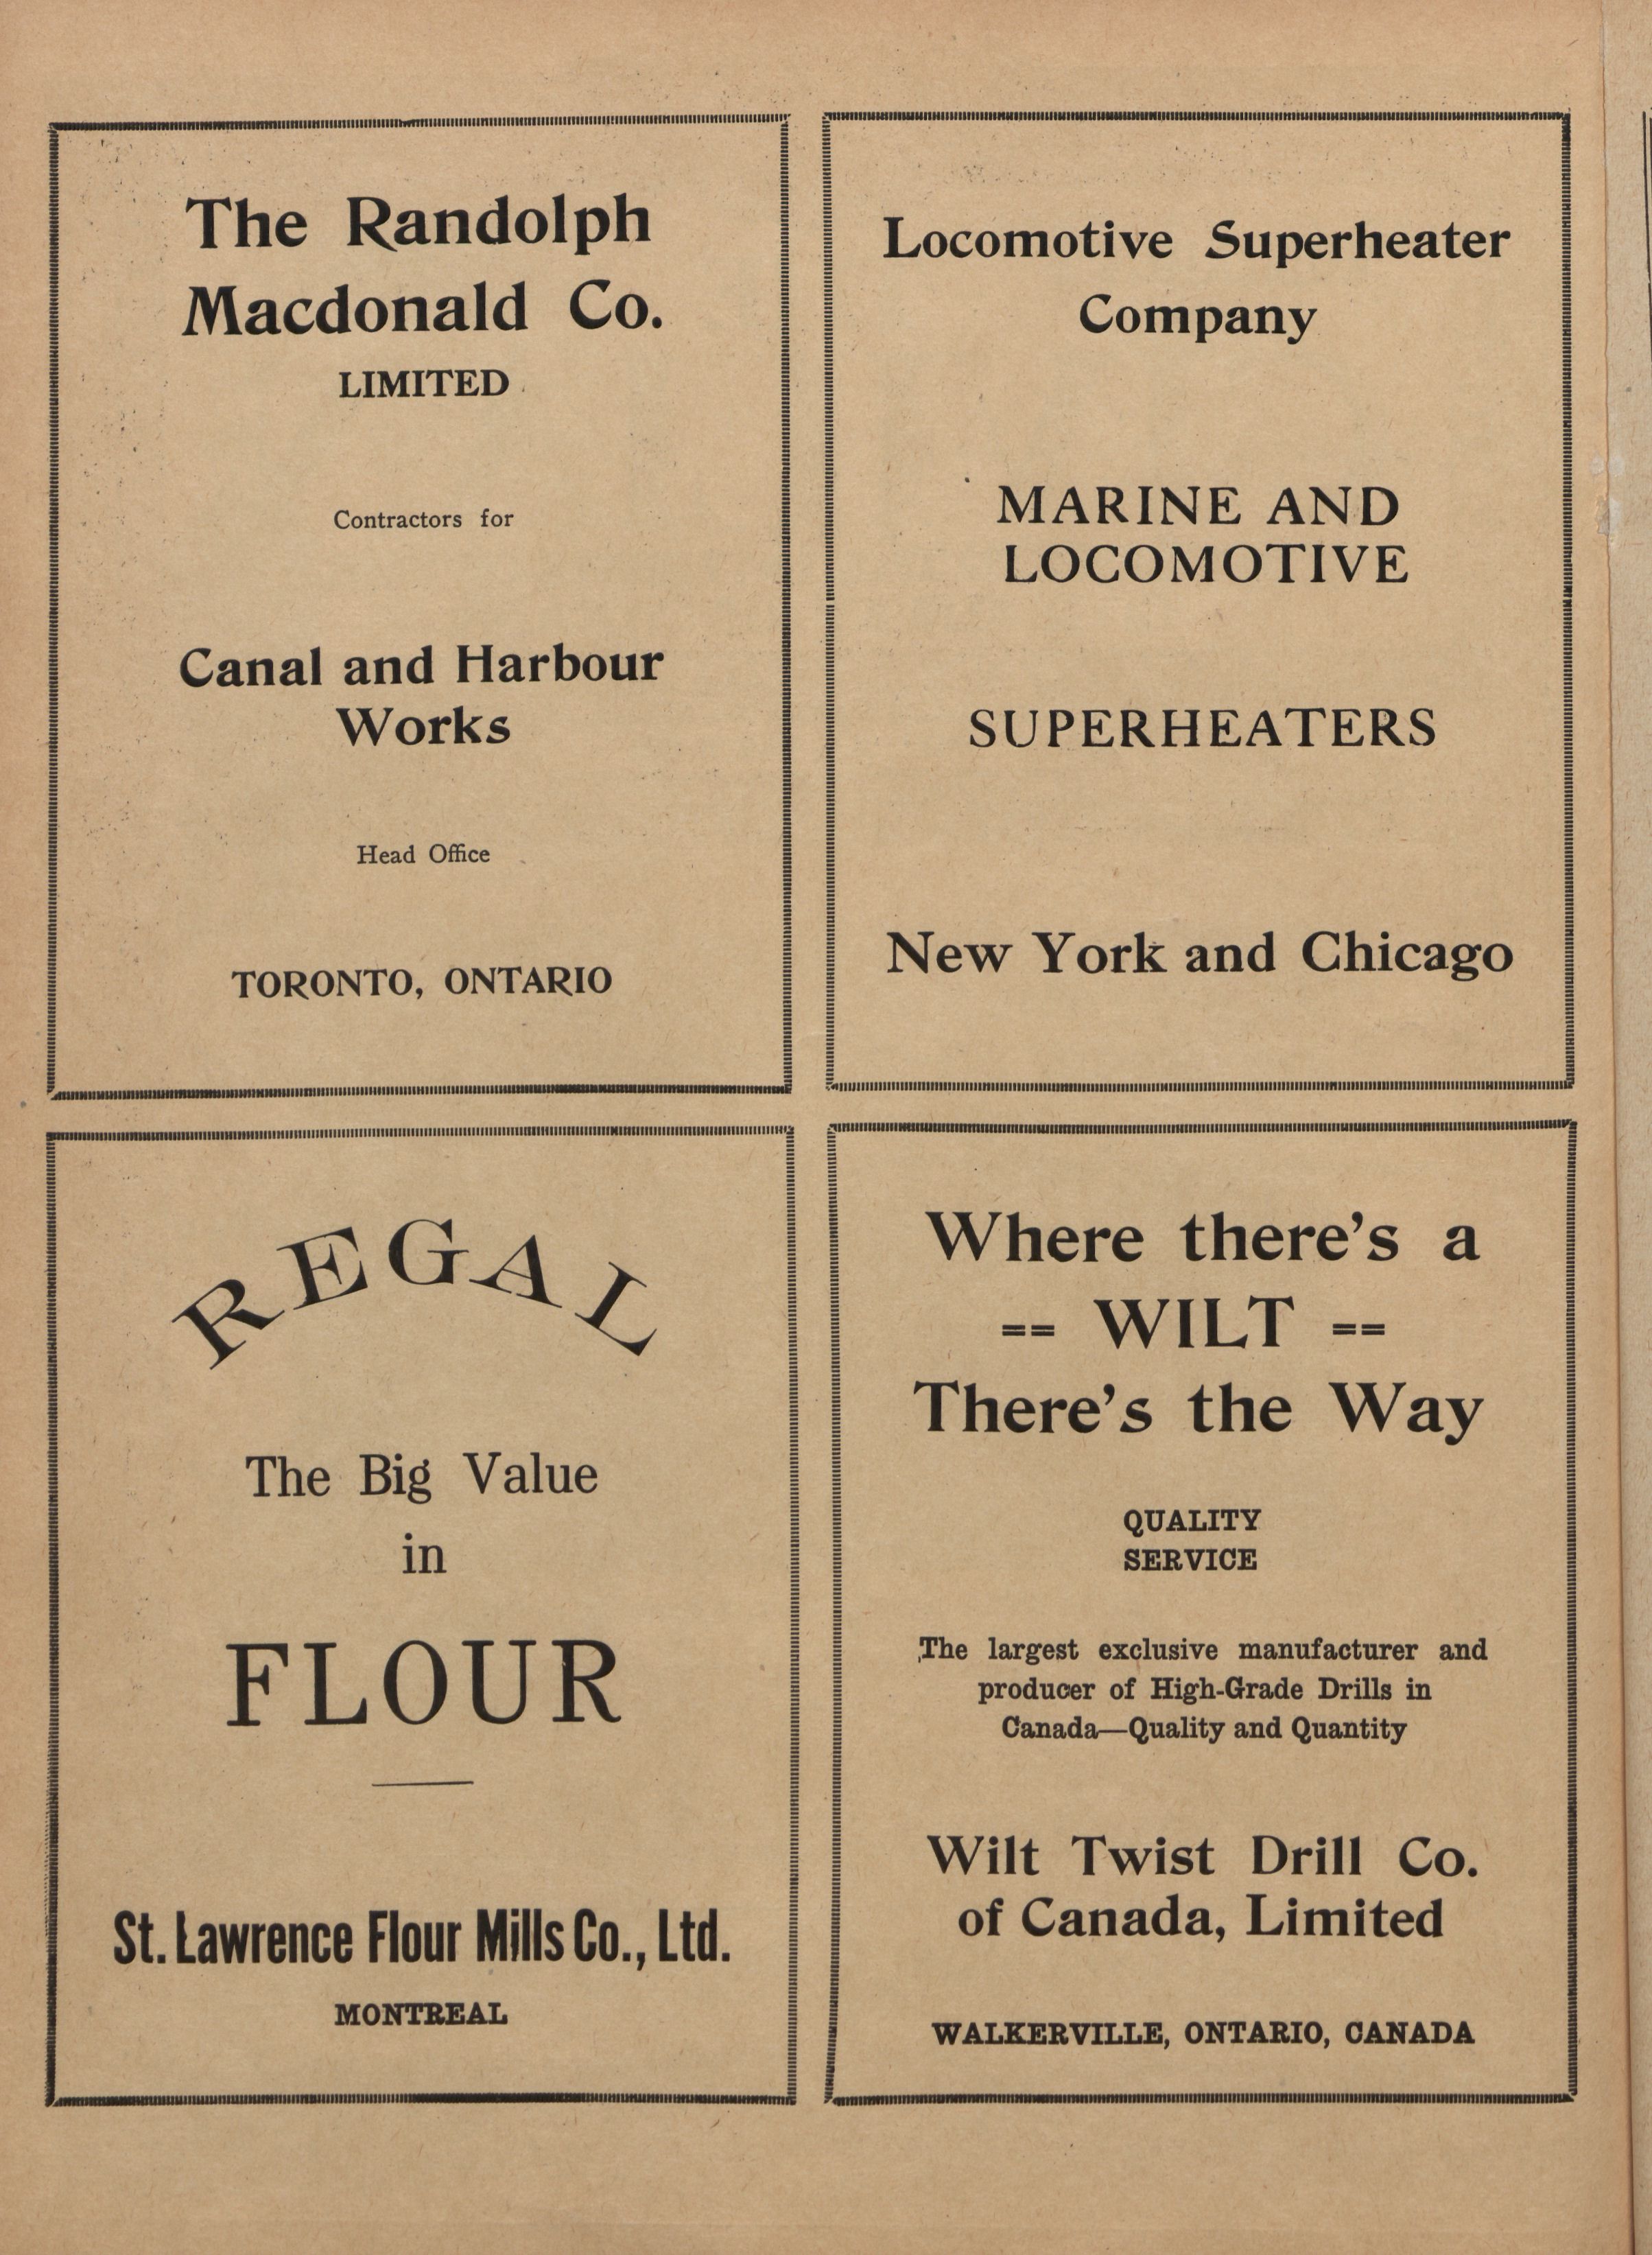 The Randolph
Macdonald Co.
LIMITED
Contractors for
Canal and Harbour
Works
Head Office
TORONTO, ONTARIO
Locomotive Superheater
Company
MARINE AND
LOCOMOTIVE
SUPERHEATERS
New York and Chicago
REGAL
The Big Value
in
FLOUR
St. Lawrence Flour Mills Co., Ltd.
MONTREAL
Where there's a
== WILT ==
There's the Way
QUALITY
SERVICE
The largest exclusive manufacturer and
producer of High-Grade Drills in
Canada—Quality and Quantity
Wilt Twist Drill Co.
of Canada, Limited
WALKERVILLE, ONTARIO, CANADA